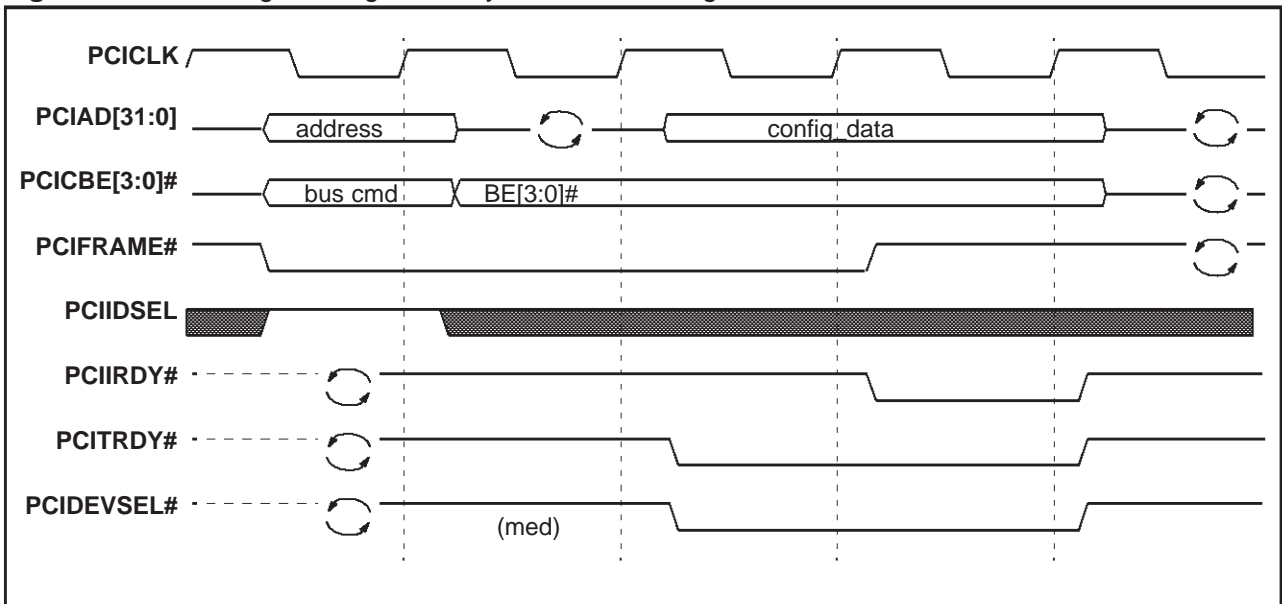 PCICLK
PCIAD[31:0]
address
config_data
PCICBE[3:0]#
bus cmd
BE[3:0]#
PCIFRAME#
PCIIDSEL
PCIIRDY#
PCITRDY#
PCIDEVSEL#
(med)